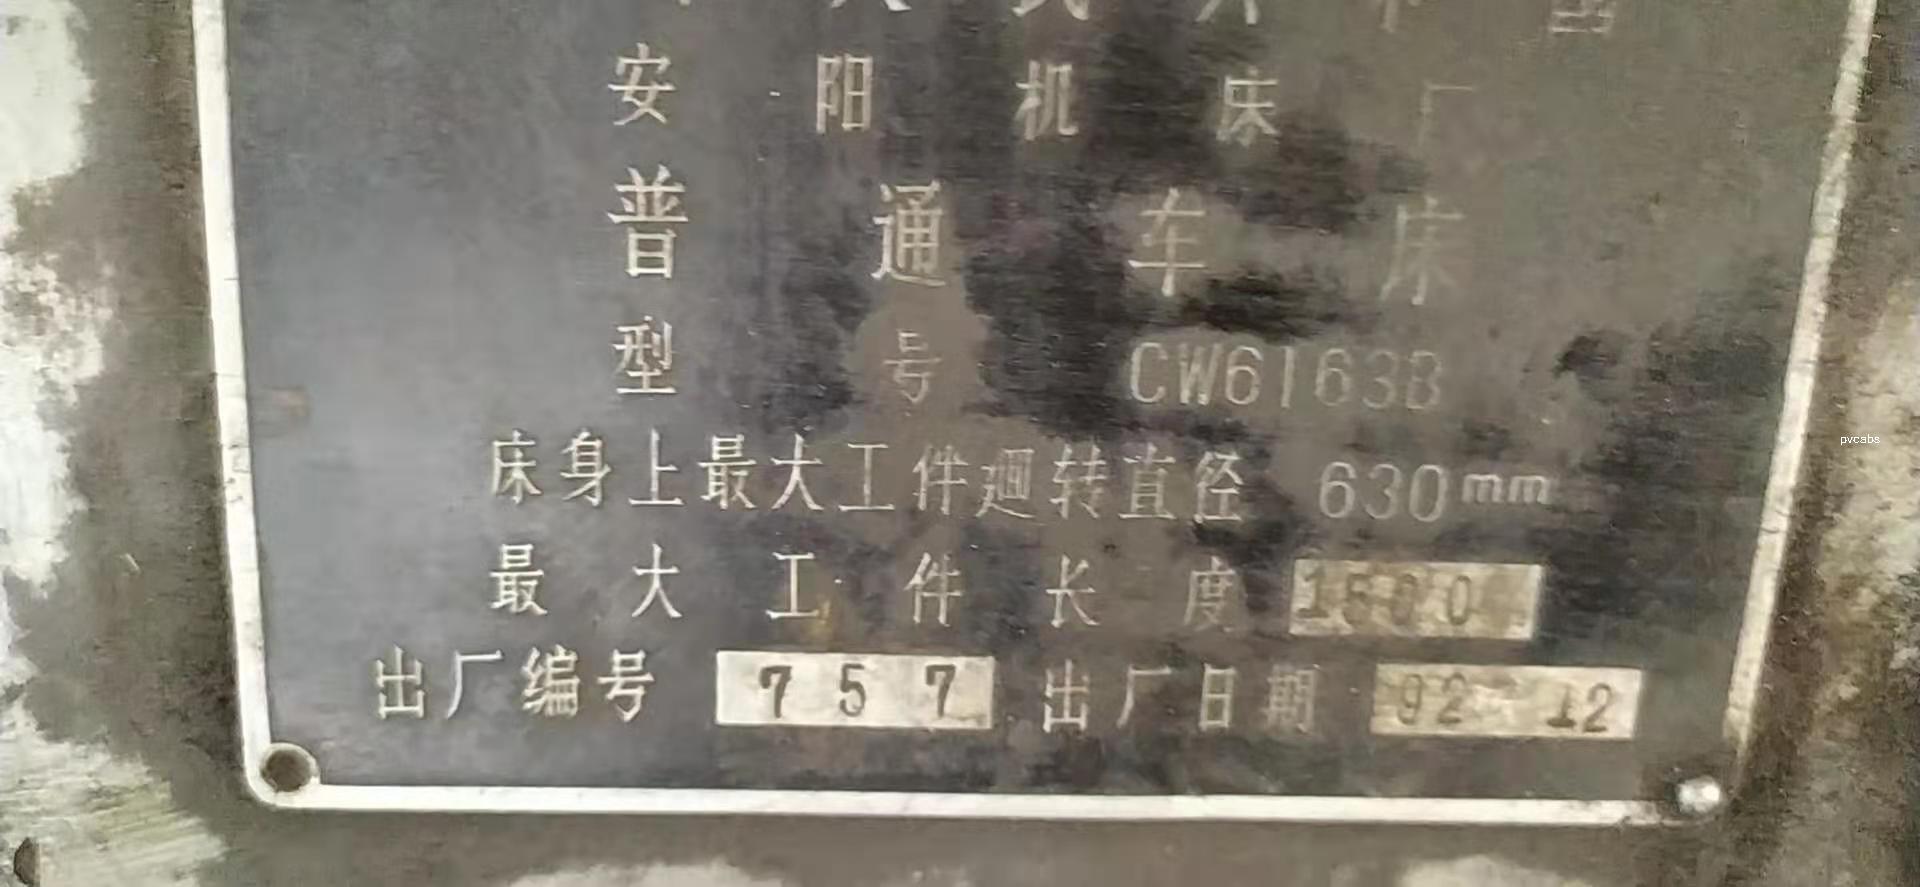 安阳机床厂
普通车床
型号 CW6163B
床身上最大工件廻转直径 630mm
最大工件长度 1500
出厂编号 757 出厂日期 92 12
pvcabs